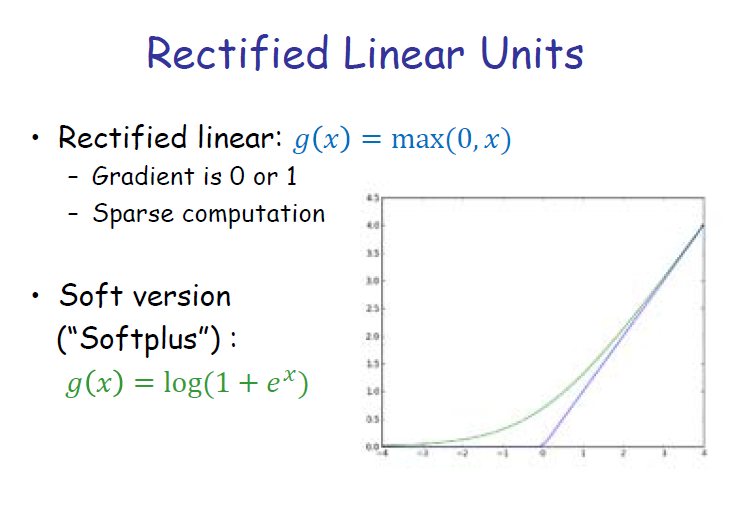 Rectified Linear Units
• Rectified linear: g(x) = max(0, x)
– Gradient is 0 or 1
– Sparse computation
• Soft version
("Softplus") :
g(x) = log(1 + eˣ)
4.5
4.0
3.5
3.0
2.5
2.0
1.5
1.0
0.5
0.0
-4 -3 -2 -1 0 1 2 3 4